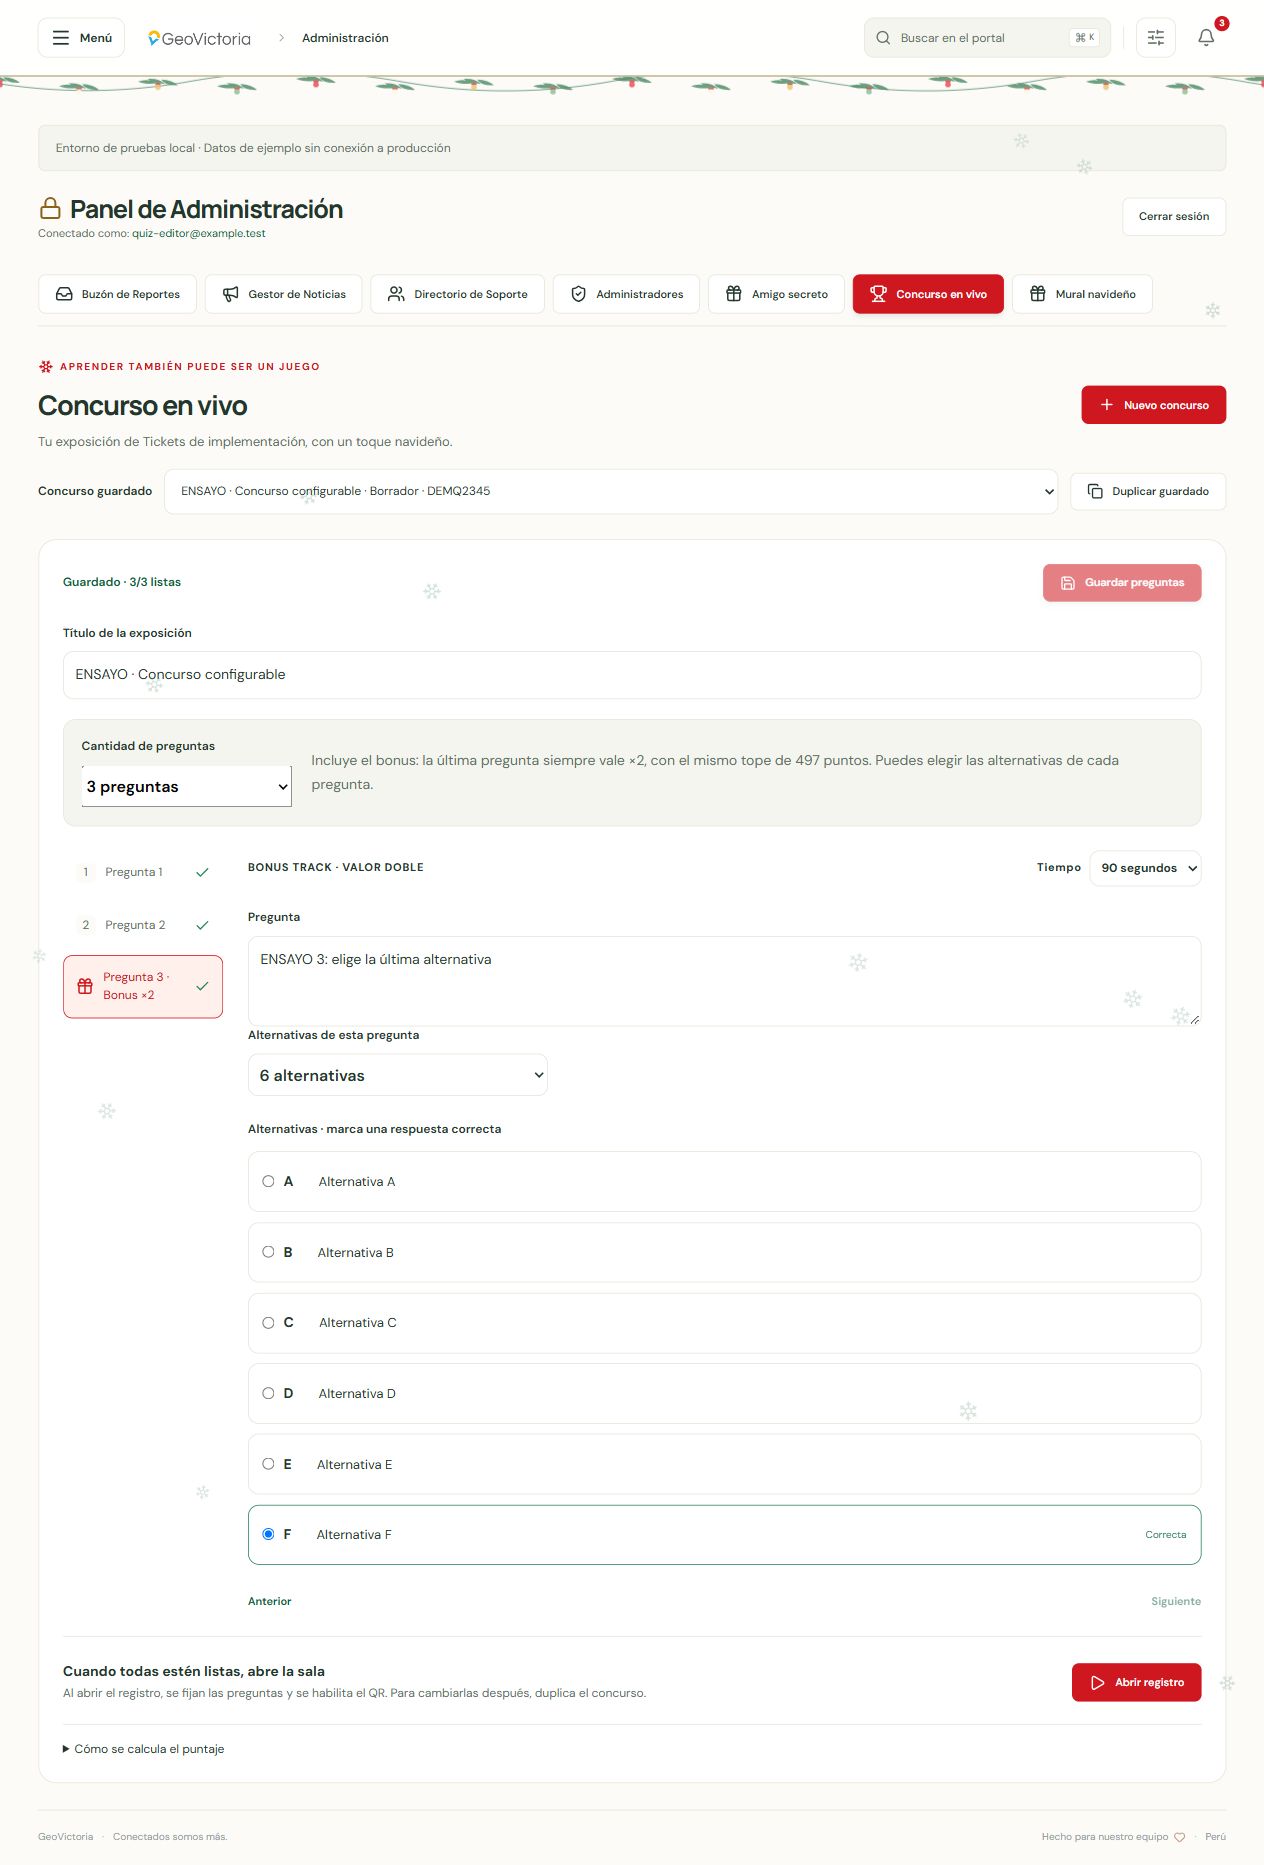 Menú
GeoVictoria
Administración
Buscar en el portal
⌘ K
3
Entorno de pruebas local · Datos de ejemplo sin conexión a producción
Panel de Administración
Conectado como: quiz-editor@example.test
Cerrar sesión
Buzón de Reportes
Gestor de Noticias
Directorio de Soporte
Administradores
Amigo secreto
Concurso en vivo
Mural navideño
APRENDER TAMBIÉN PUEDE SER UN JUEGO
Concurso en vivo
Nuevo concurso
Tu exposición de Tickets de implementación, con un toque navideño.
Concurso guardado
ENSAYO · Concurso configurable · Borrador · DEMQ2345
Duplicar guardado
Guardado · 3/3 listas
Guardar preguntas
Título de la exposición
ENSAYO · Concurso configurable
Cantidad de preguntas
3 preguntas
Incluye el bonus: la última pregunta siempre vale ×2, con el mismo tope de 497 puntos. Puedes elegir las alternativas de cada
pregunta.
1 Pregunta 1
2 Pregunta 2
Pregunta 3 ·
Bonus ×2
BONUS TRACK · VALOR DOBLE
Tiempo
90 segundos
Pregunta
ENSAYO 3: elige la última alternativa
Alternativas de esta pregunta
6 alternativas
Alternativas · marca una respuesta correcta
A Alternativa A
B Alternativa B
C Alternativa C
D Alternativa D
E Alternativa E
F Alternativa F
Correcta
Anterior
Siguiente
Cuando todas estén listas, abre la sala
Al abrir el registro, se fijan las preguntas y se habilita el QR. Para cambiarlas después, duplica el concurso.
Abrir registro
Cómo se calcula el puntaje
GeoVictoria · Conectados somos más.
Hecho para nuestro equipo · Perú